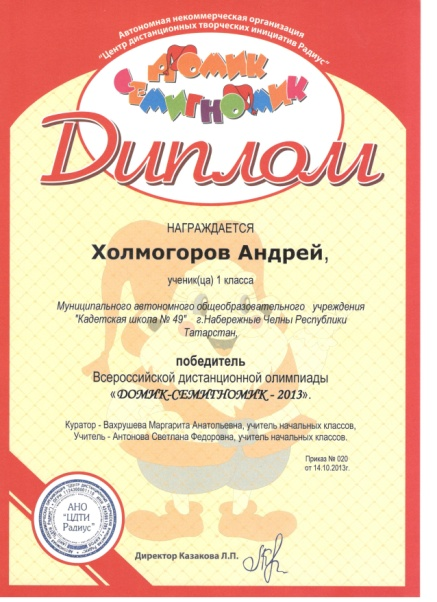 Автономная некоммерческая организация
"Центр дистанционных творческих инициатив Радиус"
ДОМИК
СЕМИГНОМИК
Диплом
НАГРАЖДАЕТСЯ
Холмогоров Андрей,
ученик(ца) 1 класса
Муниципального автономного общеобразовательного учреждения
"Кадетская школа № 49" г.Набережные Челны Республики
Татарстан,
победитель
Всероссийской дистанционной олимпиады
«ДОМИК-СЕМИГНОМИК - 2013».
Куратор - Вахрушева Маргарита Анатольевна, учитель начальных классов,
Учитель - Антонова Светлана Федоровна, учитель начальных классов.
Приказ № 020
от 14.10.2013г.
АНО
"ЦДТИ
Радиус"
Директор Казакова Л.П.